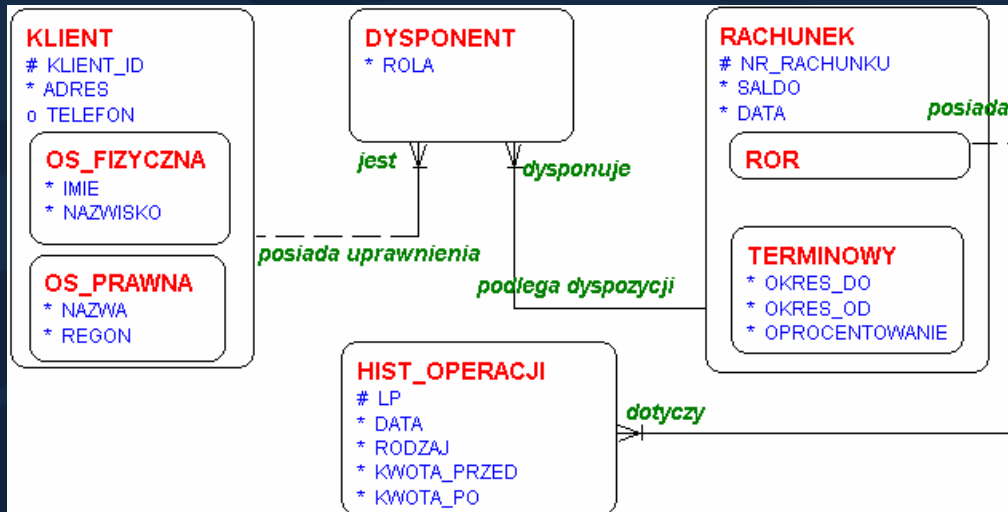 KLIENT
# KLIENT_ID
* ADRES
o TELEFON
OS_FIZYCZNA
* IMIE
* NAZWISKO
OS_PRAWNA
* NAZWA
* REGON
DYSPONENT
* ROLA
jest
dysponuje
posiada uprawnienia
podlega dyspozycji
RACHUNEK
# NR_RACHUNKU
* SALDO
* DATA
posiada
ROR
TERMINOWY
* OKRES_DO
* OKRES_OD
* OPROCENTOWANIE
HIST_OPERACJI
# LP
* DATA
* RODZAJ
* KWOTA_PRZED
* KWOTA_PO
dotyczy